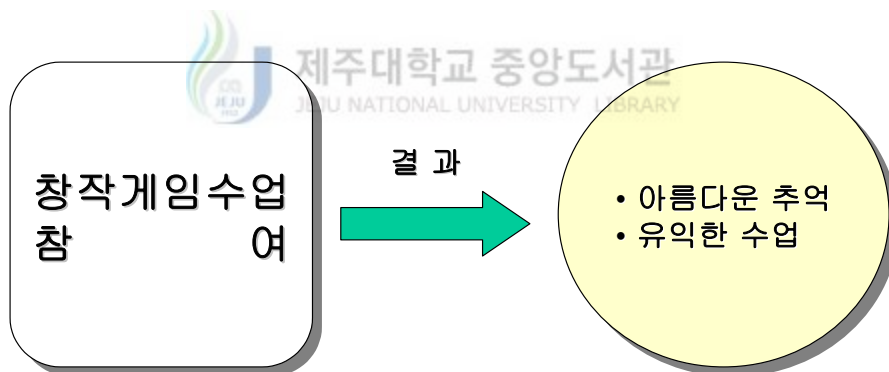 제주대학교 중앙도서관
JEJU NATIONAL UNIVERSITY LIBRARY
JEJU
창작게임수업
참 여
결 과
• 아름다운 추억
• 유익한 수업